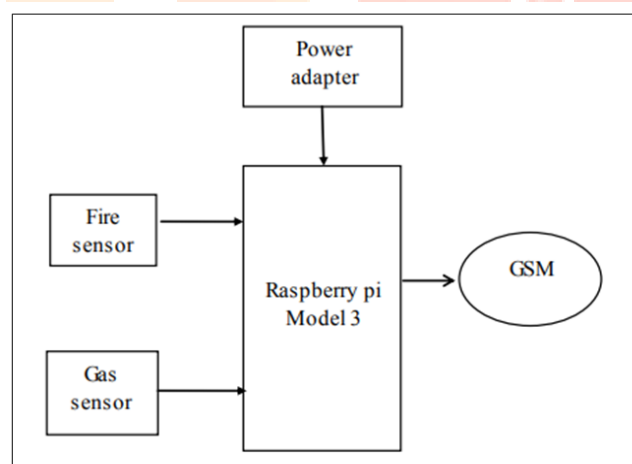 Power
adapter
Fire
sensor
Raspberry pi
Model 3
GSM
Gas
sensor